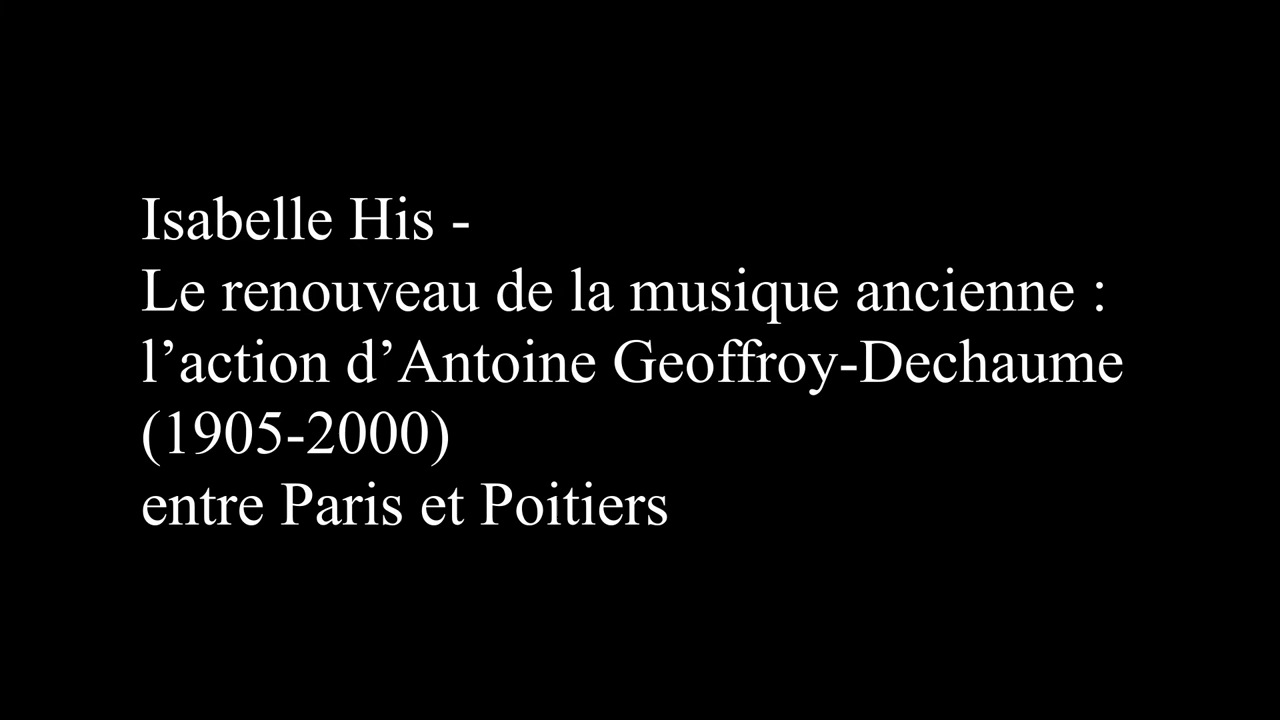 Isabelle His -
Le renouveau de la musique ancienne :
l’action d’Antoine Geoffroy-Dechaume
(1905-2000)
entre Paris et Poitiers